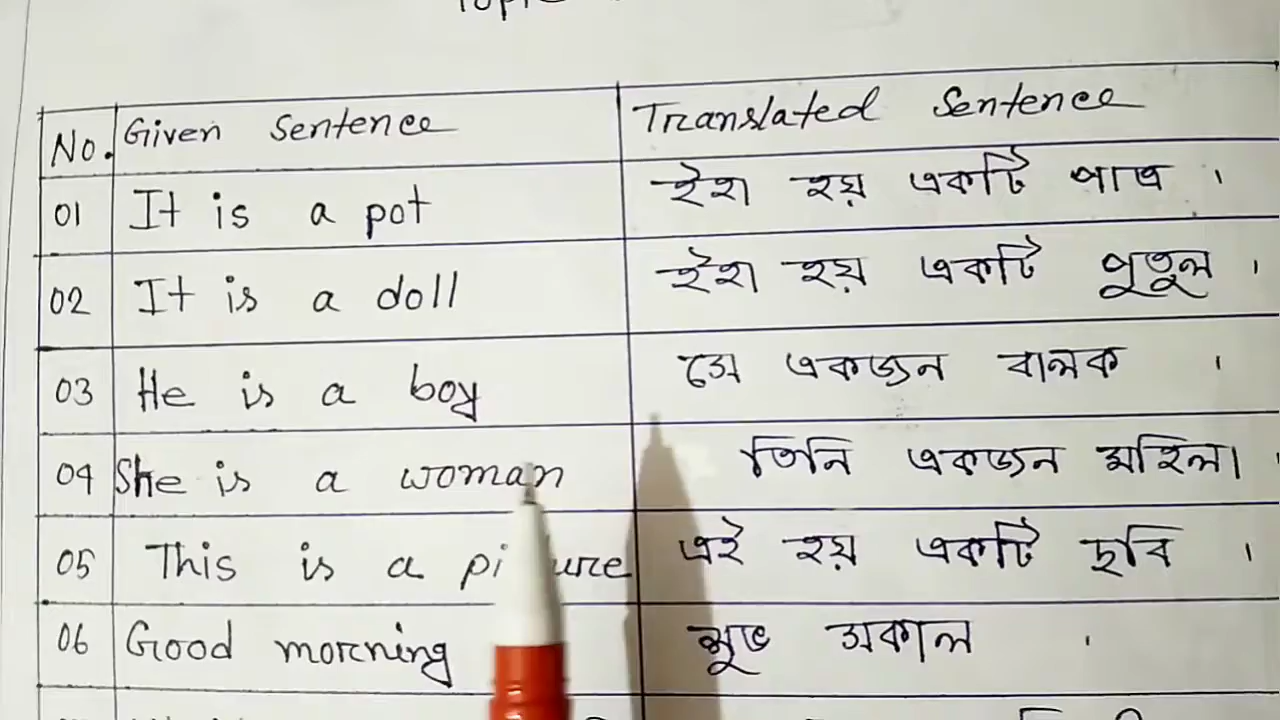 No. Given Sentence Translated Sentence
01 It is a pot ইহা হয় একটি পাত্র ।
02 It is a doll ইহা হয় একটি পুতুল ।
03 He is a boy সে একজন বালক ।
04 She is a woman তিনি একজন মহিলা ।
05 This is a এই হয় একটি ছবি ।
06 Good morning শুভ সকাল ।